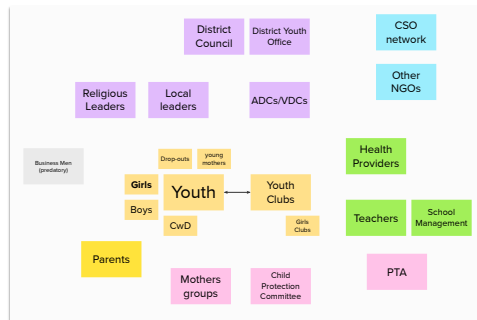 District
Council
District Youth
Office
CSO
network
Other
NGOs
Religious
Leaders
Local
leaders
ADCs/VDCs
Business Men
(predatory)
Drop-outs
young
mothers
Health
Providers
Girls
Youth
Youth
Clubs
Boys
CwD
Girls
Clubs
Teachers
School
Management
Parents
Mothers
groups
Child
Protection
Committee
PTA